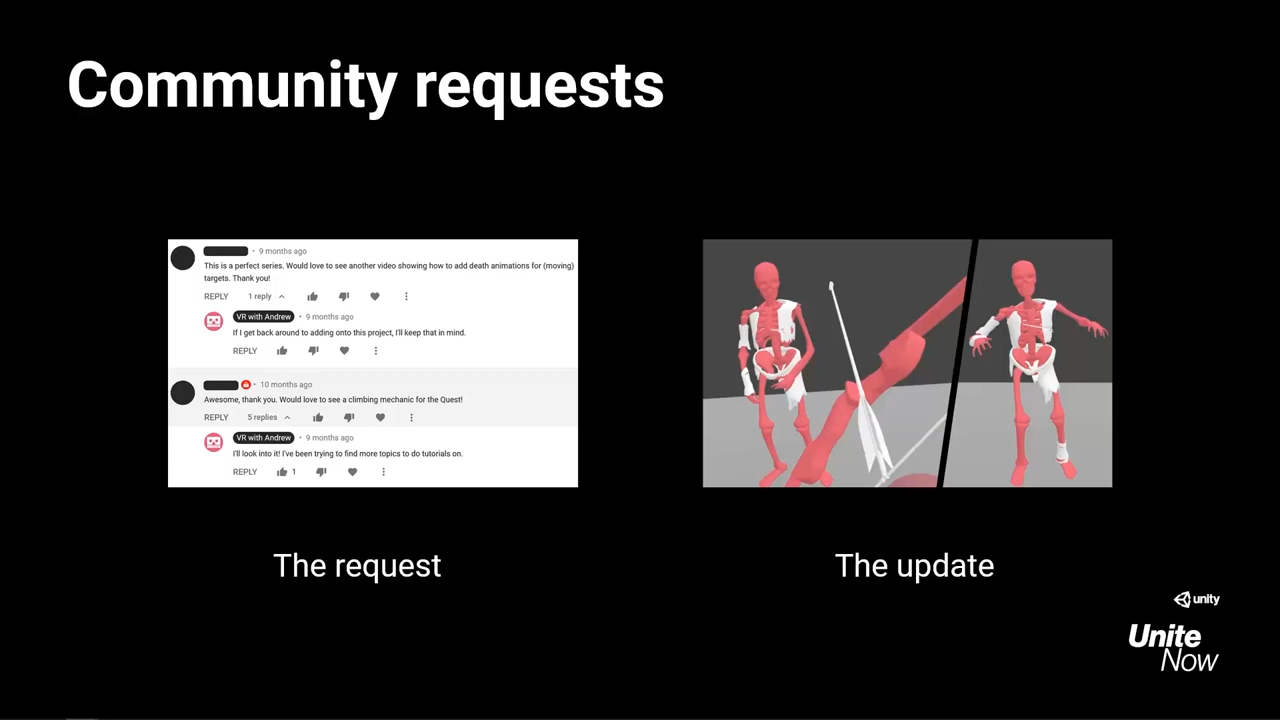 Community requests
• 9 months ago
This is a perfect series. Would love to see another video showing how to add death animations for (moving)
targets. Thank you!
REPLY 1 reply
VR with Andrew • 9 months ago
If I get back around to adding onto this project, I'll keep that in mind.
REPLY
• 10 months ago
Awesome, thank you. Would love to see a climbing mechanic for the Quest!
REPLY 5 replies
VR with Andrew • 9 months ago
I'll look into it! I've been trying to find more topics to do tutorials on.
REPLY 1
The request
The update
unity
Unite
Now